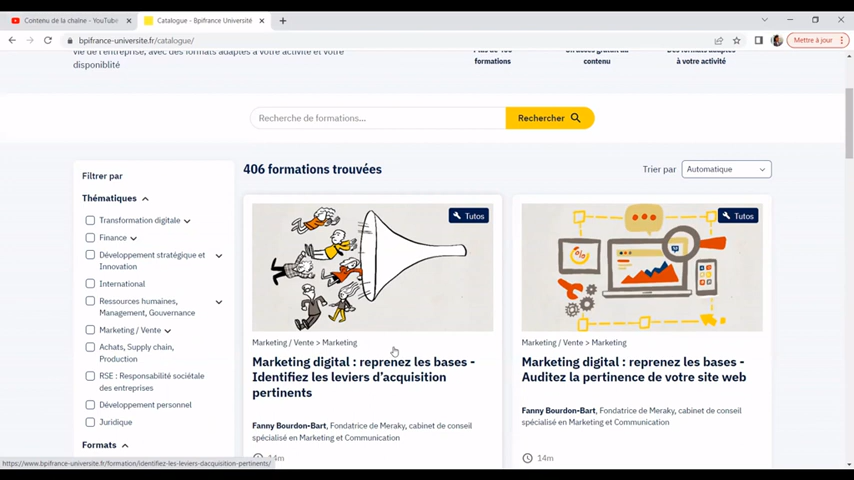 Contenu de la chaîne - YouTube
Catalogue - Bpifrance Université
bpifrance-universite.fr/catalogue/
Mettre à jour
vie de l'entreprise, avec des formats adaptés à votre activité et votre
disponibilité
formations
contenu
à votre activité
Recherche de formations...
Rechercher
Filtrer par
406 formations trouvées
Trier par
Automatique
Thématiques
Transformation digitale
Finance
Développement stratégique et
Innovation
International
Ressources humaines,
Management, Gouvernance
Marketing / Vente
Achats, Supply chain,
Production
RSE : Responsabilité sociétale
des entreprises
Développement personnel
Juridique
Formats
Tutos
Marketing / Vente > Marketing
Marketing digital : reprenez les bases -
Identifiez les leviers d'acquisition
pertinents
Fanny Bourdon-Bart, Fondatrice de Meraky, cabinet de conseil
spécialisé en Marketing et Communication
14m
Tutos
Marketing / Vente > Marketing
Marketing digital : reprenez les bases -
Auditez la pertinence de votre site web
Fanny Bourdon-Bart, Fondatrice de Meraky, cabinet de conseil
spécialisé en Marketing et Communication
14m
https://www.bpifrance-universite.fr/formation/identifiez-les-leviers-dacquisition-pertinents/